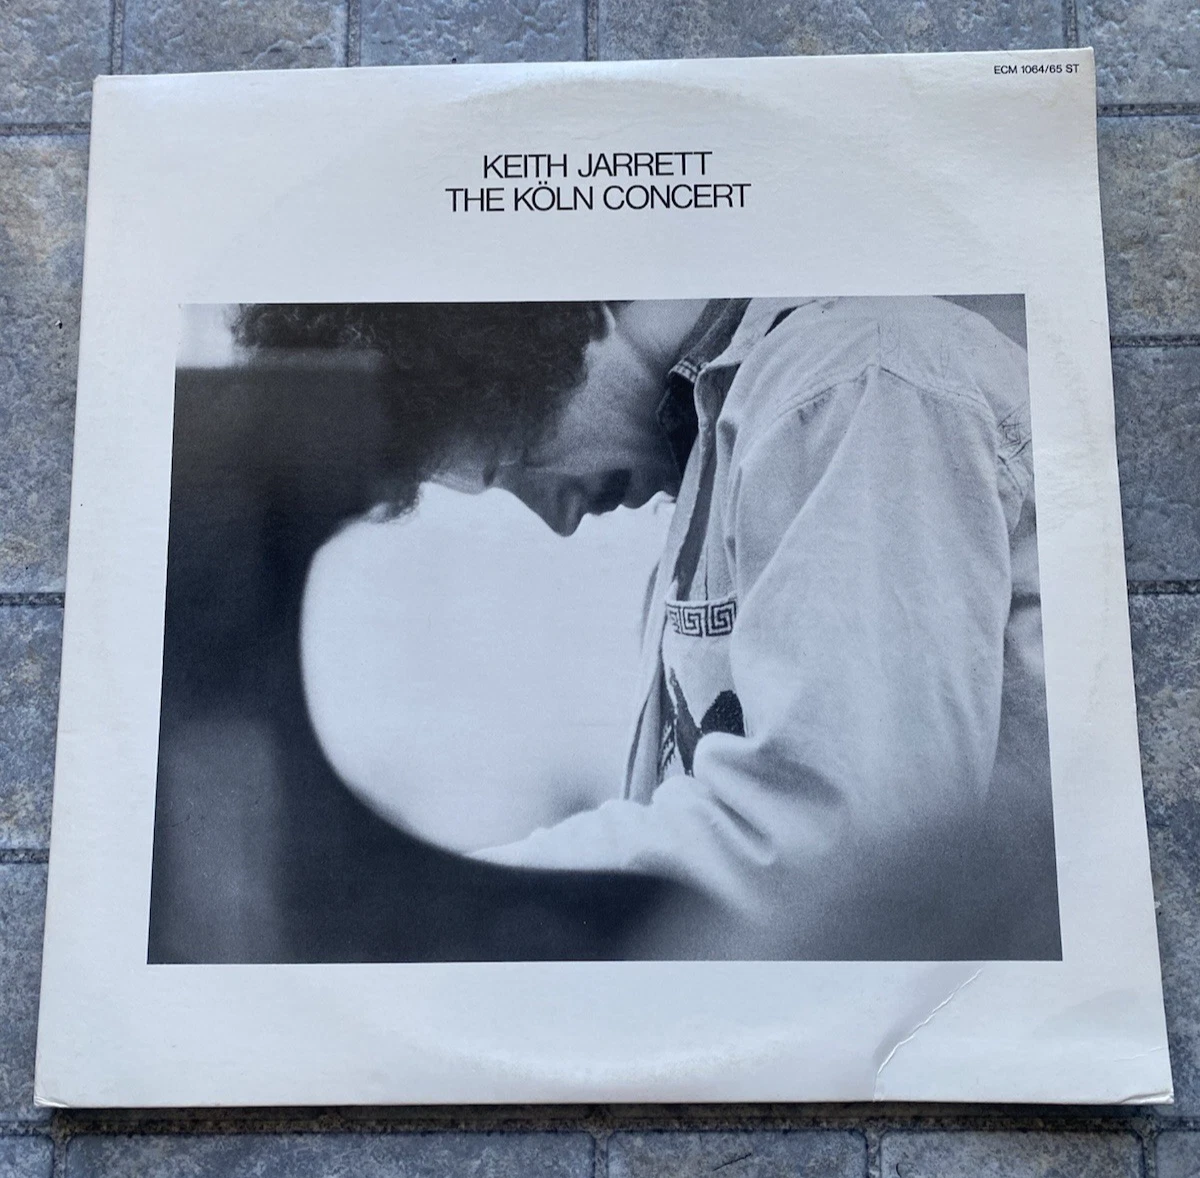 ECM 1064/65 ST
KEITH JARRETT
THE KÖLN CONCERT